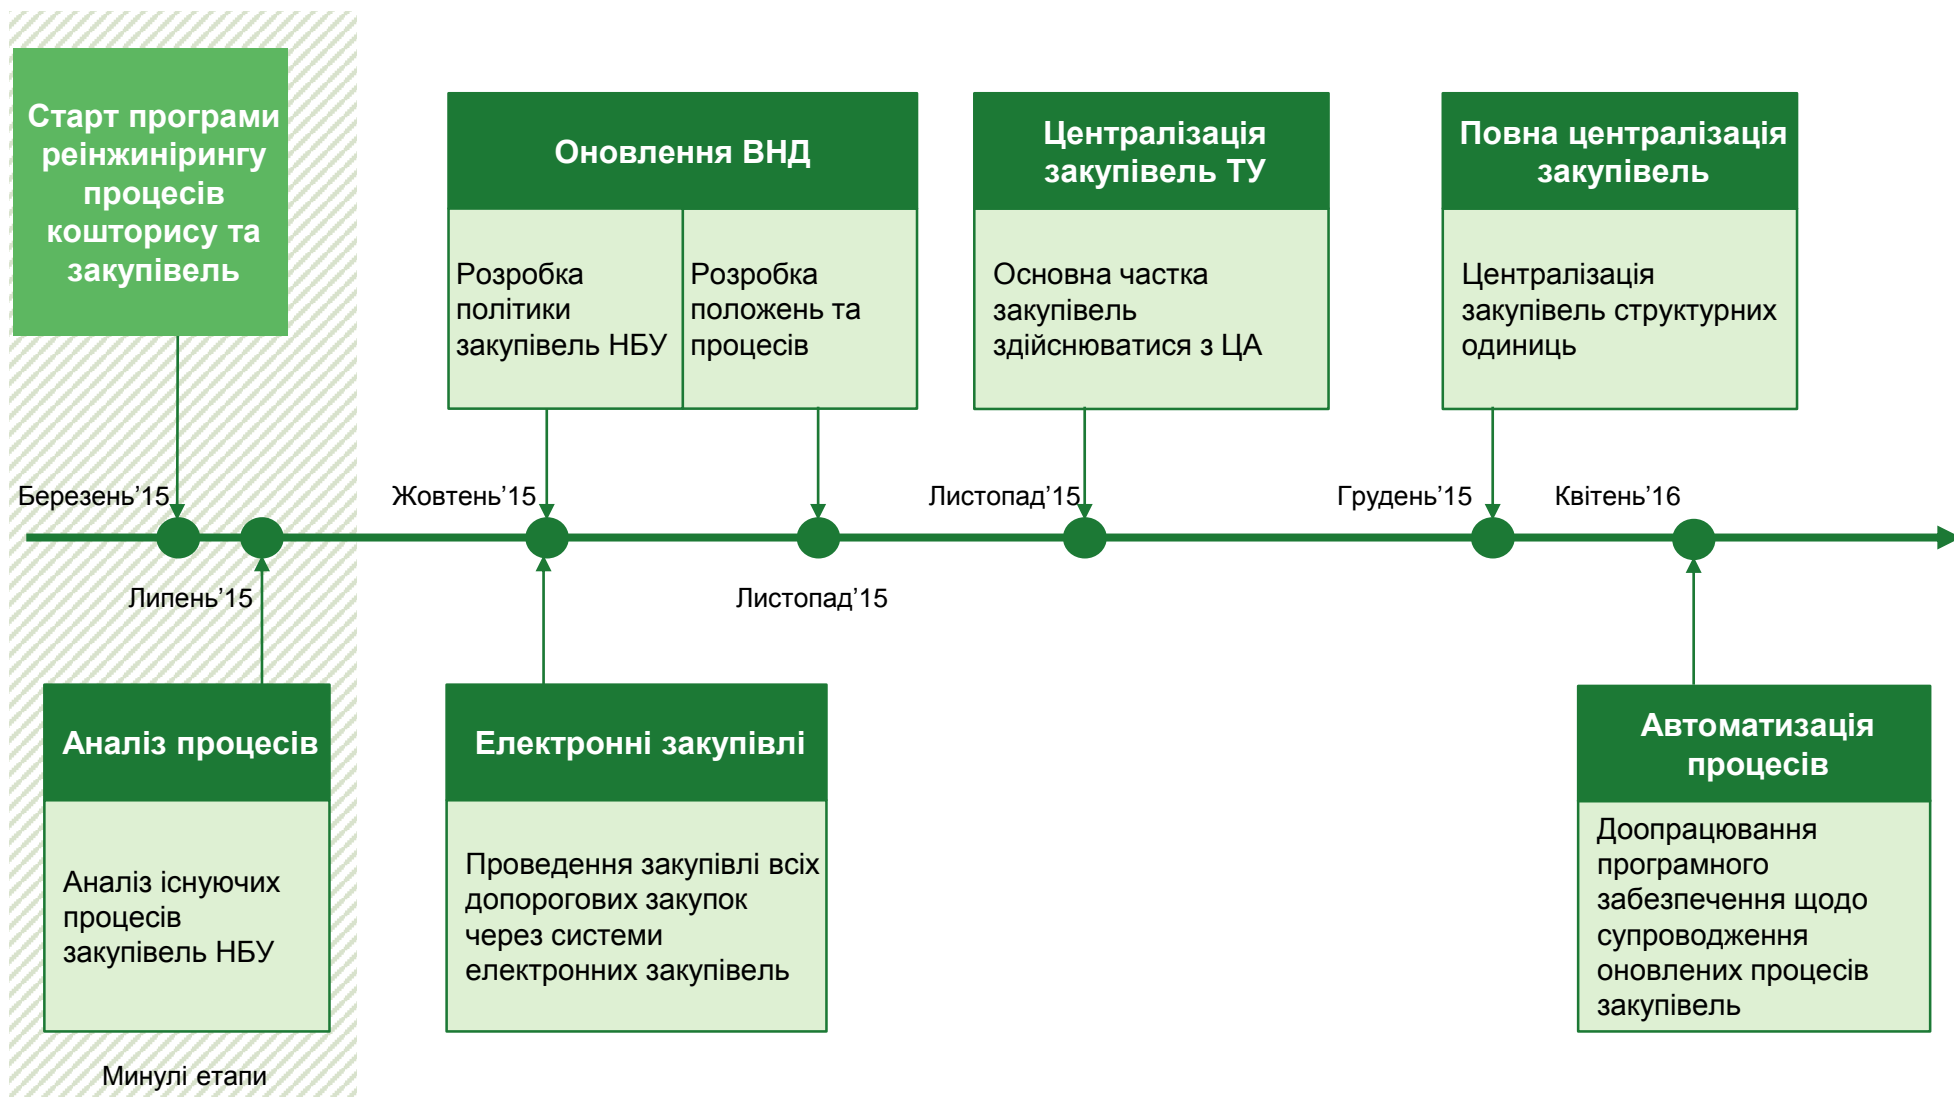 Старт програми
реінжинірингу
процесів
кошторису та
закупівель
Оновлення ВНД
Розробка
політики
закупівель НБУ
Розробка
положень та
процесів
Централізація
закупівель ТУ
Основна частка
закупівель
здійснюватися з ЦА
Повна централізація
закупівель
Централізація
закупівель структурних
одиниць
Березень’15
Жовтень’15
Листопад’15
Грудень’15
Квітень’16
Липень’15
Листопад’15
Аналіз процесів
Аналіз існуючих
процесів
закупівель НБУ
Електронні закупівлі
Проведення закупівлі всіх
допорогових закупок
через системи
електронних закупівель
Автоматизація
процесів
Доопрацювання
програмного
забезпечення щодо
супроводження
оновлених процесів
закупівель
Минулі етапи